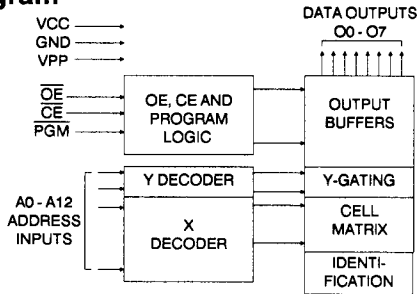 gram
DATA OUTPUTS
O0 - O7
VCC
GND
VPP
OE
CE
PGM
OE, CE AND
PROGRAM
LOGIC
OUTPUT
BUFFERS
A0 - A12
ADDRESS
INPUTS
Y DECODER
Y-GATING
X
DECODER
CELL
MATRIX
IDENTI-
FICATION